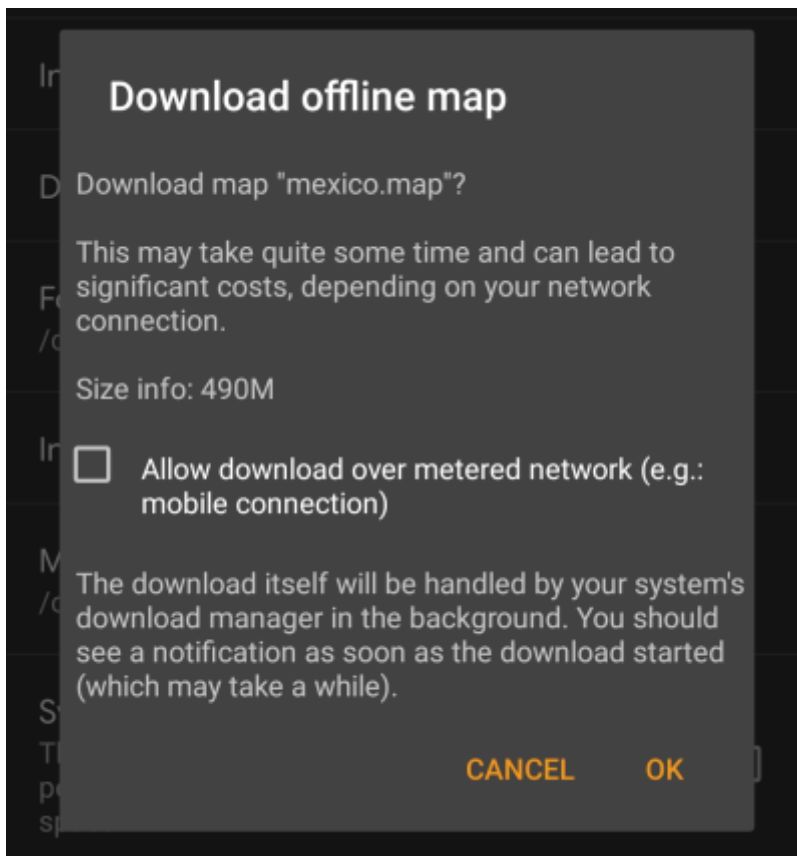 Download offline map
Download map "mexico.map"?
This may take quite some time and can lead to
significant costs, depending on your network
connection.
Size info: 490M
Allow download over metered network (e.g.:
mobile connection)
The download itself will be handled by your system's
download manager in the background. You should
see a notification as soon as the download started
(which may take a while).
CANCEL OK